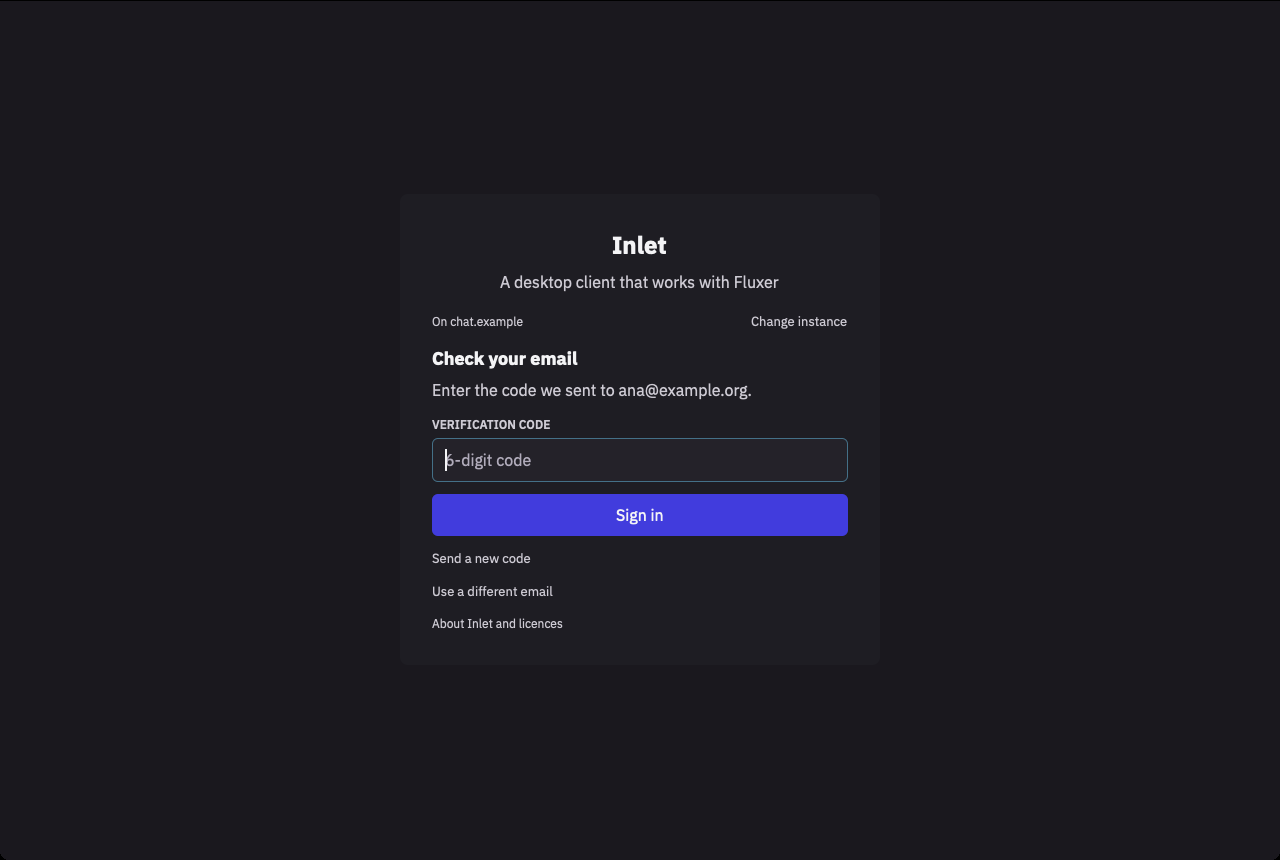 Inlet
A desktop client that works with Fluxer
On chat.example
Change instance
Check your email
Enter the code we sent to ana@example.org.
VERIFICATION CODE
6-digit code
Sign in
Send a new code
Use a different email
About Inlet and licences